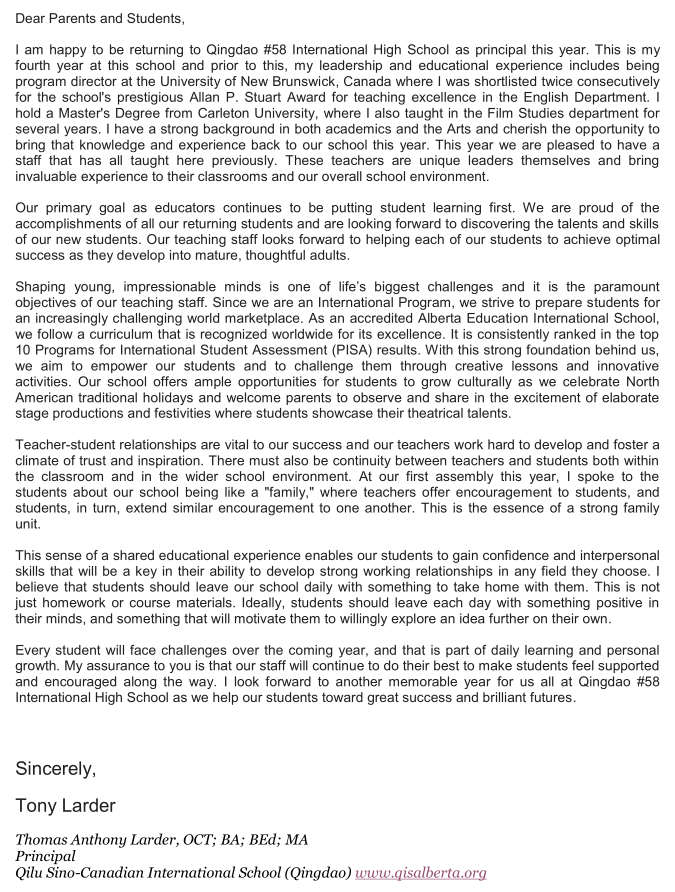 Dear Parents and Students,
I am happy to be returning to Qingdao #58 International High School as principal this year. This is my
fourth year at this school and prior to this, my leadership and educational experience includes being
program director at the University of New Brunswick, Canada where I was shortlisted twice consecutively
for the school's prestigious Allan P. Stuart Award for teaching excellence in the English Department. I
hold a Master's Degree from Carleton University, where I also taught in the Film Studies department for
several years. I have a strong background in both academics and the Arts and cherish the opportunity to
bring that knowledge and experience back to our school this year. This year we are pleased to have a
staff that has all taught here previously. These teachers are unique leaders themselves and bring
invaluable experience to their classrooms and our overall school environment.
Our primary goal as educators continues to be putting student learning first. We are proud of the
accomplishments of all our returning students and are looking forward to discovering the talents and skills
of our new students. Our teaching staff looks forward to helping each of our students to achieve optimal
success as they develop into mature, thoughtful adults.
Shaping young, impressionable minds is one of life's biggest challenges and it is the paramount
objectives of our teaching staff. Since we are an International Program, we strive to prepare students for
an increasingly challenging world marketplace. As an accredited Alberta Education International School,
we follow a curriculum that is recognized worldwide for its excellence. It is consistently ranked in the top
10 Programs for International Student Assessment (PISA) results. With this strong foundation behind us,
we aim to empower our students and to challenge them through creative lessons and innovative
activities. Our school offers ample opportunities for students to grow culturally as we celebrate North
American traditional holidays and welcome parents to observe and share in the excitement of elaborate
stage productions and festivities where students showcase their theatrical talents.
Teacher-student relationships are vital to our success and our teachers work hard to develop and foster a
climate of trust and inspiration. There must also be continuity between teachers and students both within
the classroom and in the wider school environment. At our first assembly this year, I spoke to the
students about our school being like a "family," where teachers offer encouragement to students, and
students, in turn, extend similar encouragement to one another. This is the essence of a strong family
unit.
This sense of a shared educational experience enables our students to gain confidence and interpersonal
skills that will be a key in their ability to develop strong working relationships in any field they choose. I
believe that students should leave our school daily with something to take home with them. This is not
just homework or course materials. Ideally, students should leave each day with something positive in
their minds, and something that will motivate them to willingly explore an idea further on their own.
Every student will face challenges over the coming year, and that is part of daily learning and personal
growth. My assurance to you is that our staff will continue to do their best to make students feel supported
and encouraged along the way. I look forward to another memorable year for us all at Qingdao #58
International High School as we help our students toward great success and brilliant futures.
Sincerely,
Tony Larder
Thomas Anthony Larder, OCT; BA; BEd; MA
Principal
Qilu Sino-Canadian International School (Qingdao) www.qisalberta.org